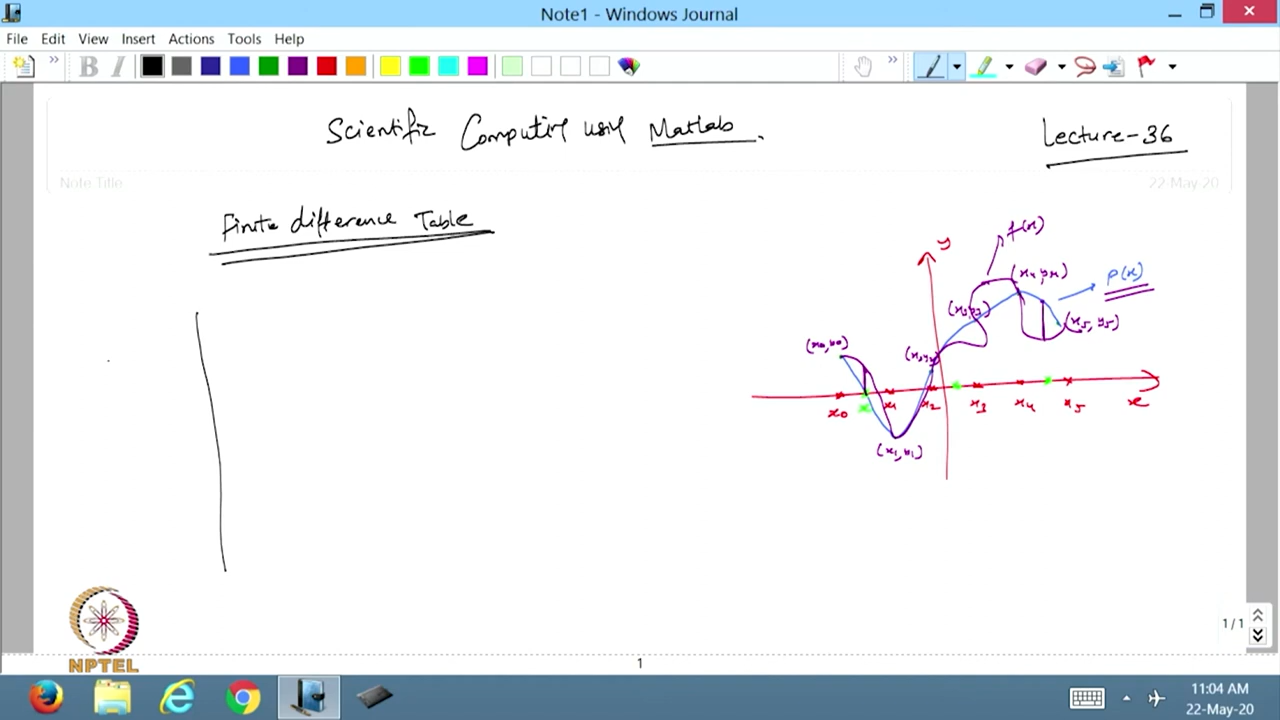 Note1 - Windows Journal
File Edit View Insert Actions Tools Help
B I
Scientific Computing using Matlab.
Lecture-36
Note Title
22-May-20
Finite difference Table
y
f(x)
(x4, y4)
P(x)
(x3, y3)
(x5, y5)
(x0, y0)
(x2, y2)
x0 x1 x2 x3 x4 x5 x
(x1, y1)
1 / 1
NPTEL
1
11:04 AM
22-May-20